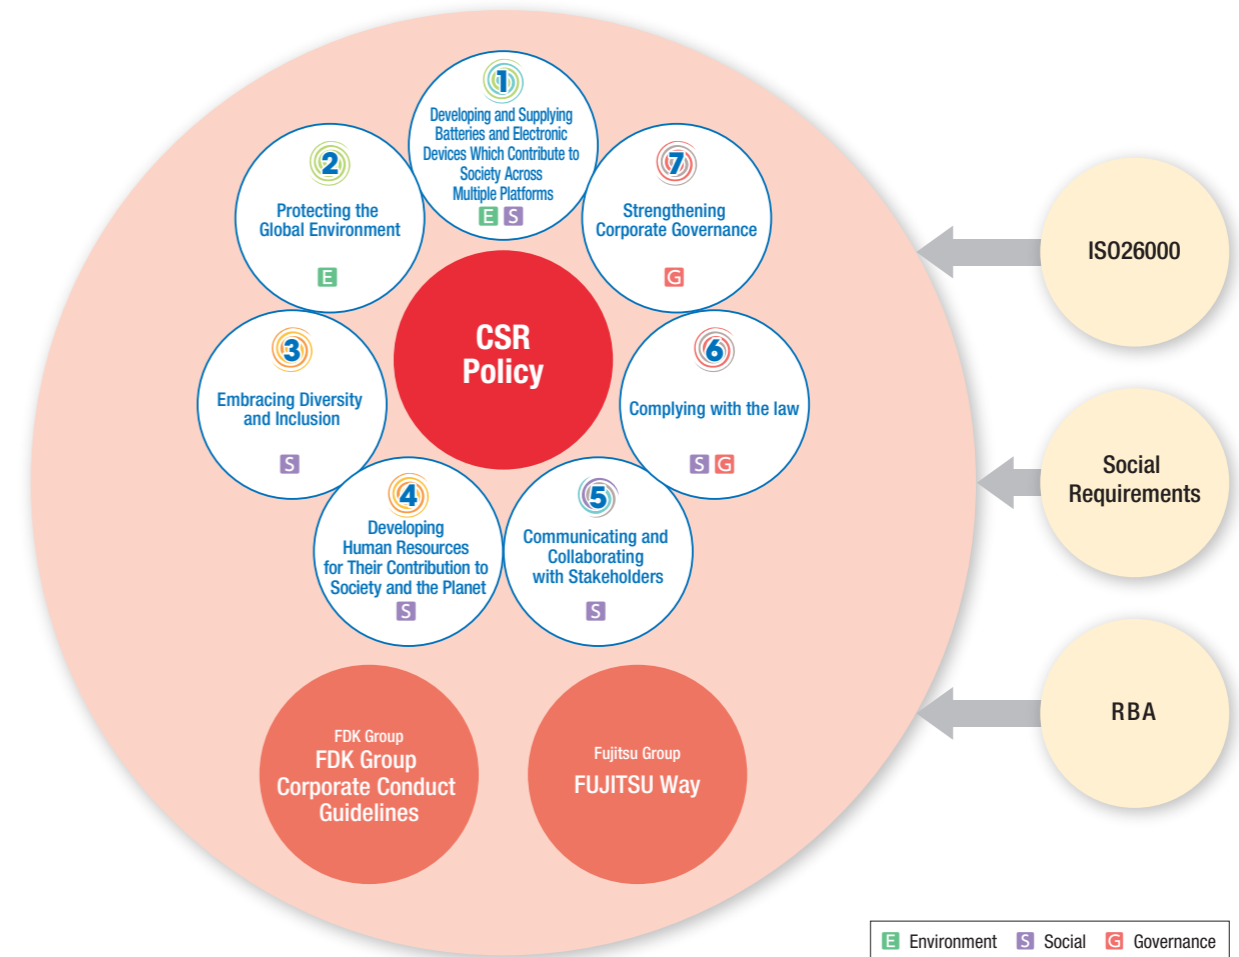 1
Developing and Supplying
Batteries and Electronic
Devices Which Contribute to
Society Across
Multiple Platforms
E S
2
Protecting the
Global Environment
E
7
Strengthening
Corporate Governance
G
CSR
Policy
3
Embracing Diversity
and Inclusion
S
6
Complying with the law
S G
4
Developing
Human Resources
for Their Contribution to
Society and the Planet
S
5
Communicating and
Collaborating
with Stakeholders
S
FDK Group
FDK Group
Corporate Conduct
Guidelines
Fujitsu Group
FUJITSU Way
ISO26000
Social
Requirements
RBA
E Environment S Social G Governance